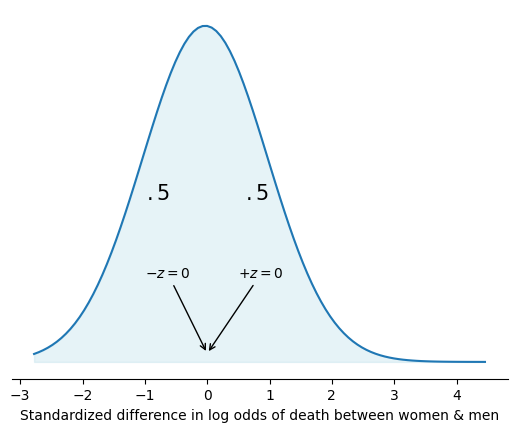 .5 .5
−z = 0 +z = 0
−3 −2 −1 0 1 2 3 4
Standardized difference in log odds of death between women & men